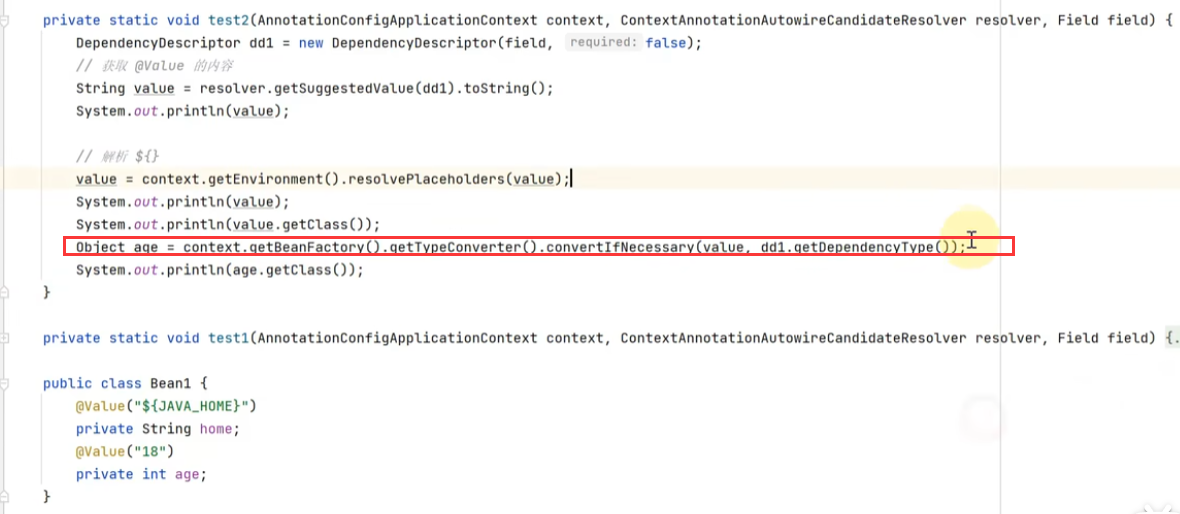 private static void test2(AnnotationConfigApplicationContext context, ContextAnnotationAutowireCandidateResolver resolver, Field field) {
DependencyDescriptor dd1 = new DependencyDescriptor(field, required: false);
// 获取 @Value 的内容
String value = resolver.getSuggestedValue(dd1).toString();
System.out.println(value);
// 解析 ${}
value = context.getEnvironment().resolvePlaceholders(value);
System.out.println(value);
System.out.println(value.getClass());
Object age = context.getBeanFactory().getTypeConverter().convertIfNecessary(value, dd1.getDependencyType());
System.out.println(age.getClass());
}
private static void test1(AnnotationConfigApplicationContext context, ContextAnnotationAutowireCandidateResolver resolver, Field field) {.
public class Bean1 {
@Value("${JAVA_HOME}")
private String home;
@Value("18")
private int age;
}